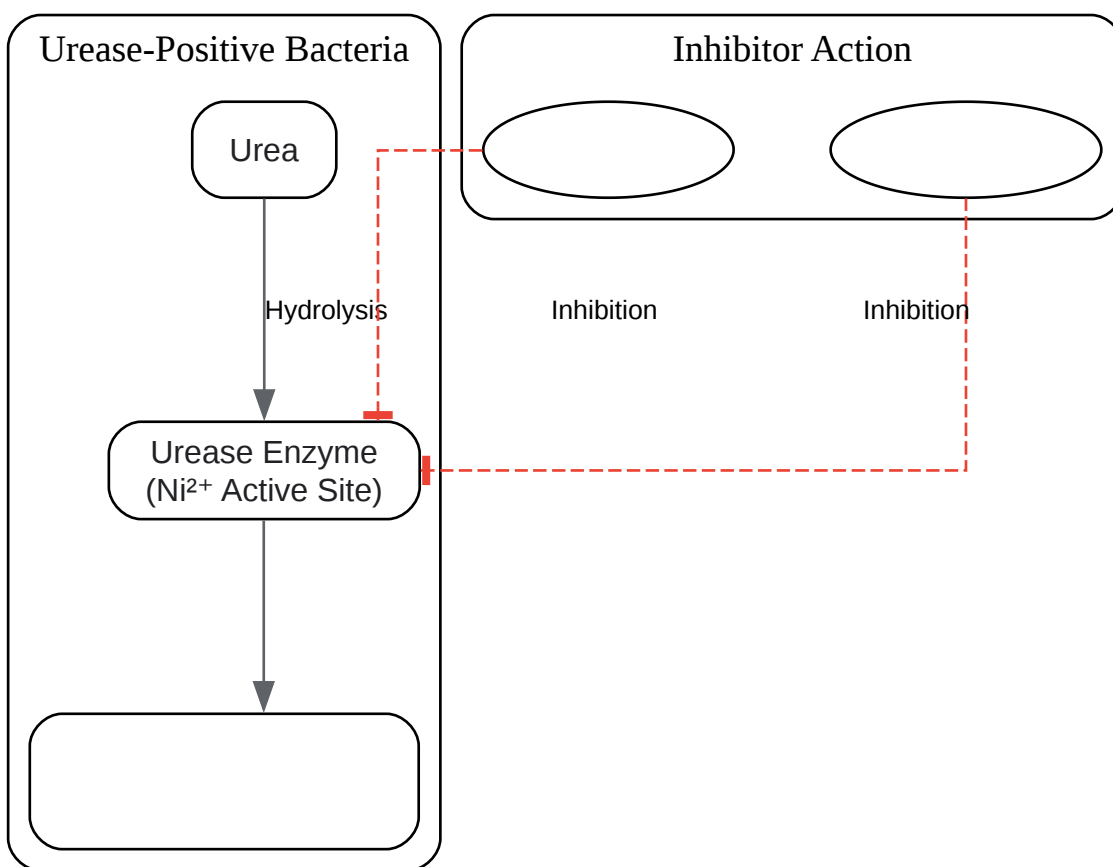 Urease-Positive Bacteria
Inhibitor Action
Urea
Hydrolysis
Inhibition
Inhibition
Urease Enzyme
(Ni²⁺ Active Site)